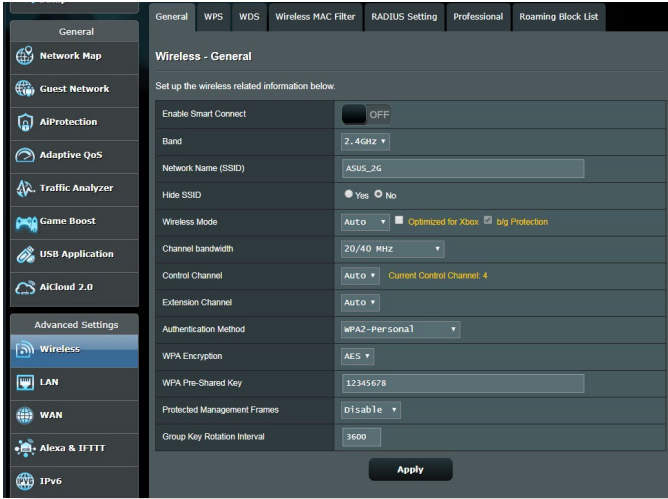 General WPS WDS Wireless MAC Filter RADIUS Setting Professional Roaming Block List
General
Network Map
Guest Network
AiProtection
Adaptive QoS
Traffic Analyzer
Game Boost
USB Application
AiCloud 2.0
Advanced Settings
Wireless
LAN
WAN
Alexa & IFTTT
IPv6
Wireless - General
Set up the wireless related information below.
Enable Smart Connect OFF
Band 2.4GHz
Network Name (SSID) ASUS_2G
Hide SSID Yes No
Wireless Mode Auto Optimized for Xbox b/g Protection
Channel bandwidth 20/40 MHz
Control Channel Auto Current Control Channel: 4
Extension Channel Auto
Authentication Method WPA2-Personal
WPA Encryption AES
WPA Pre-Shared Key 12345678
Protected Management Frames Disable
Group Key Rotation Interval 3600
Apply